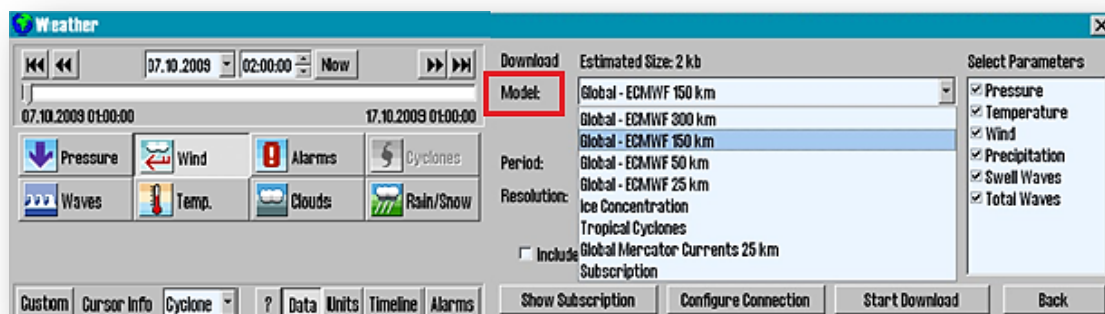 Weather
07.10.2009 02:00:00 Now
07.10.2009 01:00:00 17.10.2009 01:00:00
Pressure Wind Alarms Cyclones
Waves Temp. Clouds Rain/Snow
Custom Cursor Info Cyclone ? Data Units Timeline Alarms
Download Estimated Size: 2 kb
Model: Global - ECMWF 150 km
Global - ECMWF 300 km
Global - ECMWF 150 km
Period: Global - ECMWF 50 km
Global - ECMWF 25 km
Resolution: Ice Concentration
Tropical Cyclones
Include Global Mercator Currents 25 km
Subscription
Select Parameters
Pressure
Temperature
Wind
Precipitation
Swell Waves
Total Waves
Show Subscription Configure Connection Start Download Back